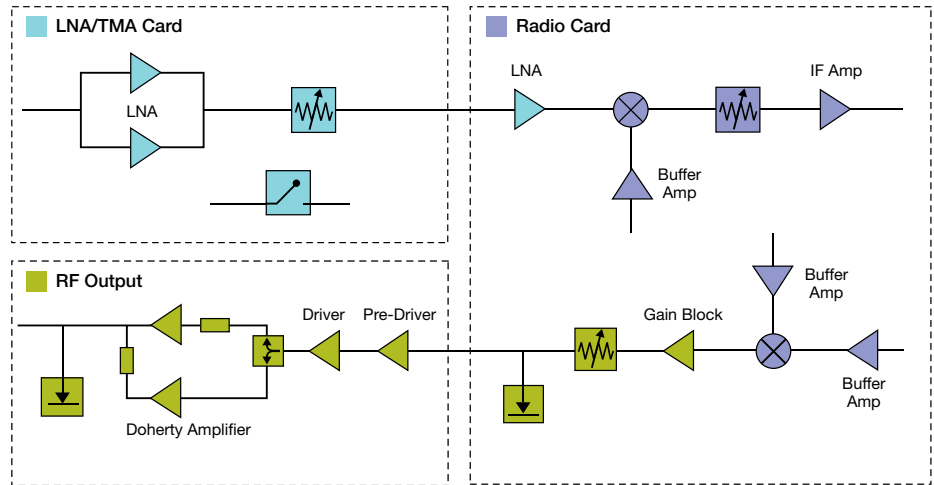 LNA/TMA Card
LNA
Radio Card
LNA
IF Amp
Buffer
Amp
RF Output
Driver
Pre-Driver
Doherty Amplifier
Gain Block
Buffer
Amp
Buffer
Amp